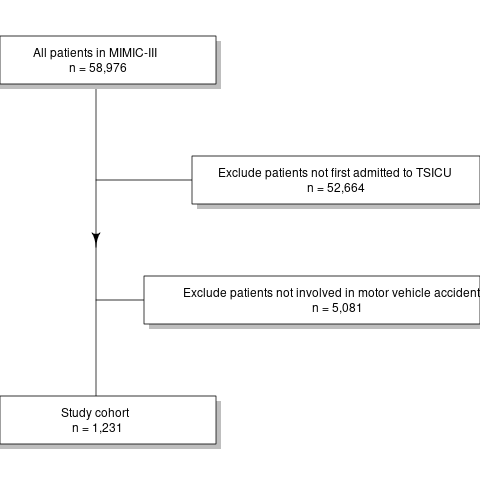 All patients in MIMIC-III
n = 58,976
Exclude patients not first admitted to TSICU
n = 52,664
Exclude patients not involved in motor vehicle accident
n = 5,081
Study cohort
n = 1,231